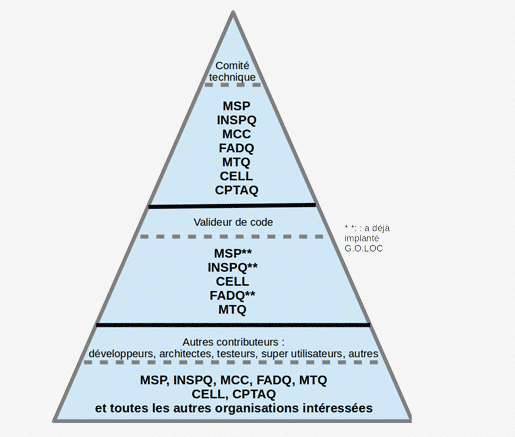 Comité
technique
MSP
INSPQ
MCC
FADQ
MTQ
CELL
CPTAQ
Valideur de code
* *: : a déjà
implanté
G.O.LOC
MSP**
INSPQ**
CELL
FADQ**
MTQ
Autres contributeurs :
développeurs, architectes, testeurs, super utilisateurs, autres
MSP, INSPQ, MCC, FADQ, MTQ
CELL, CPTAQ
et toutes les autres organisations intéressées